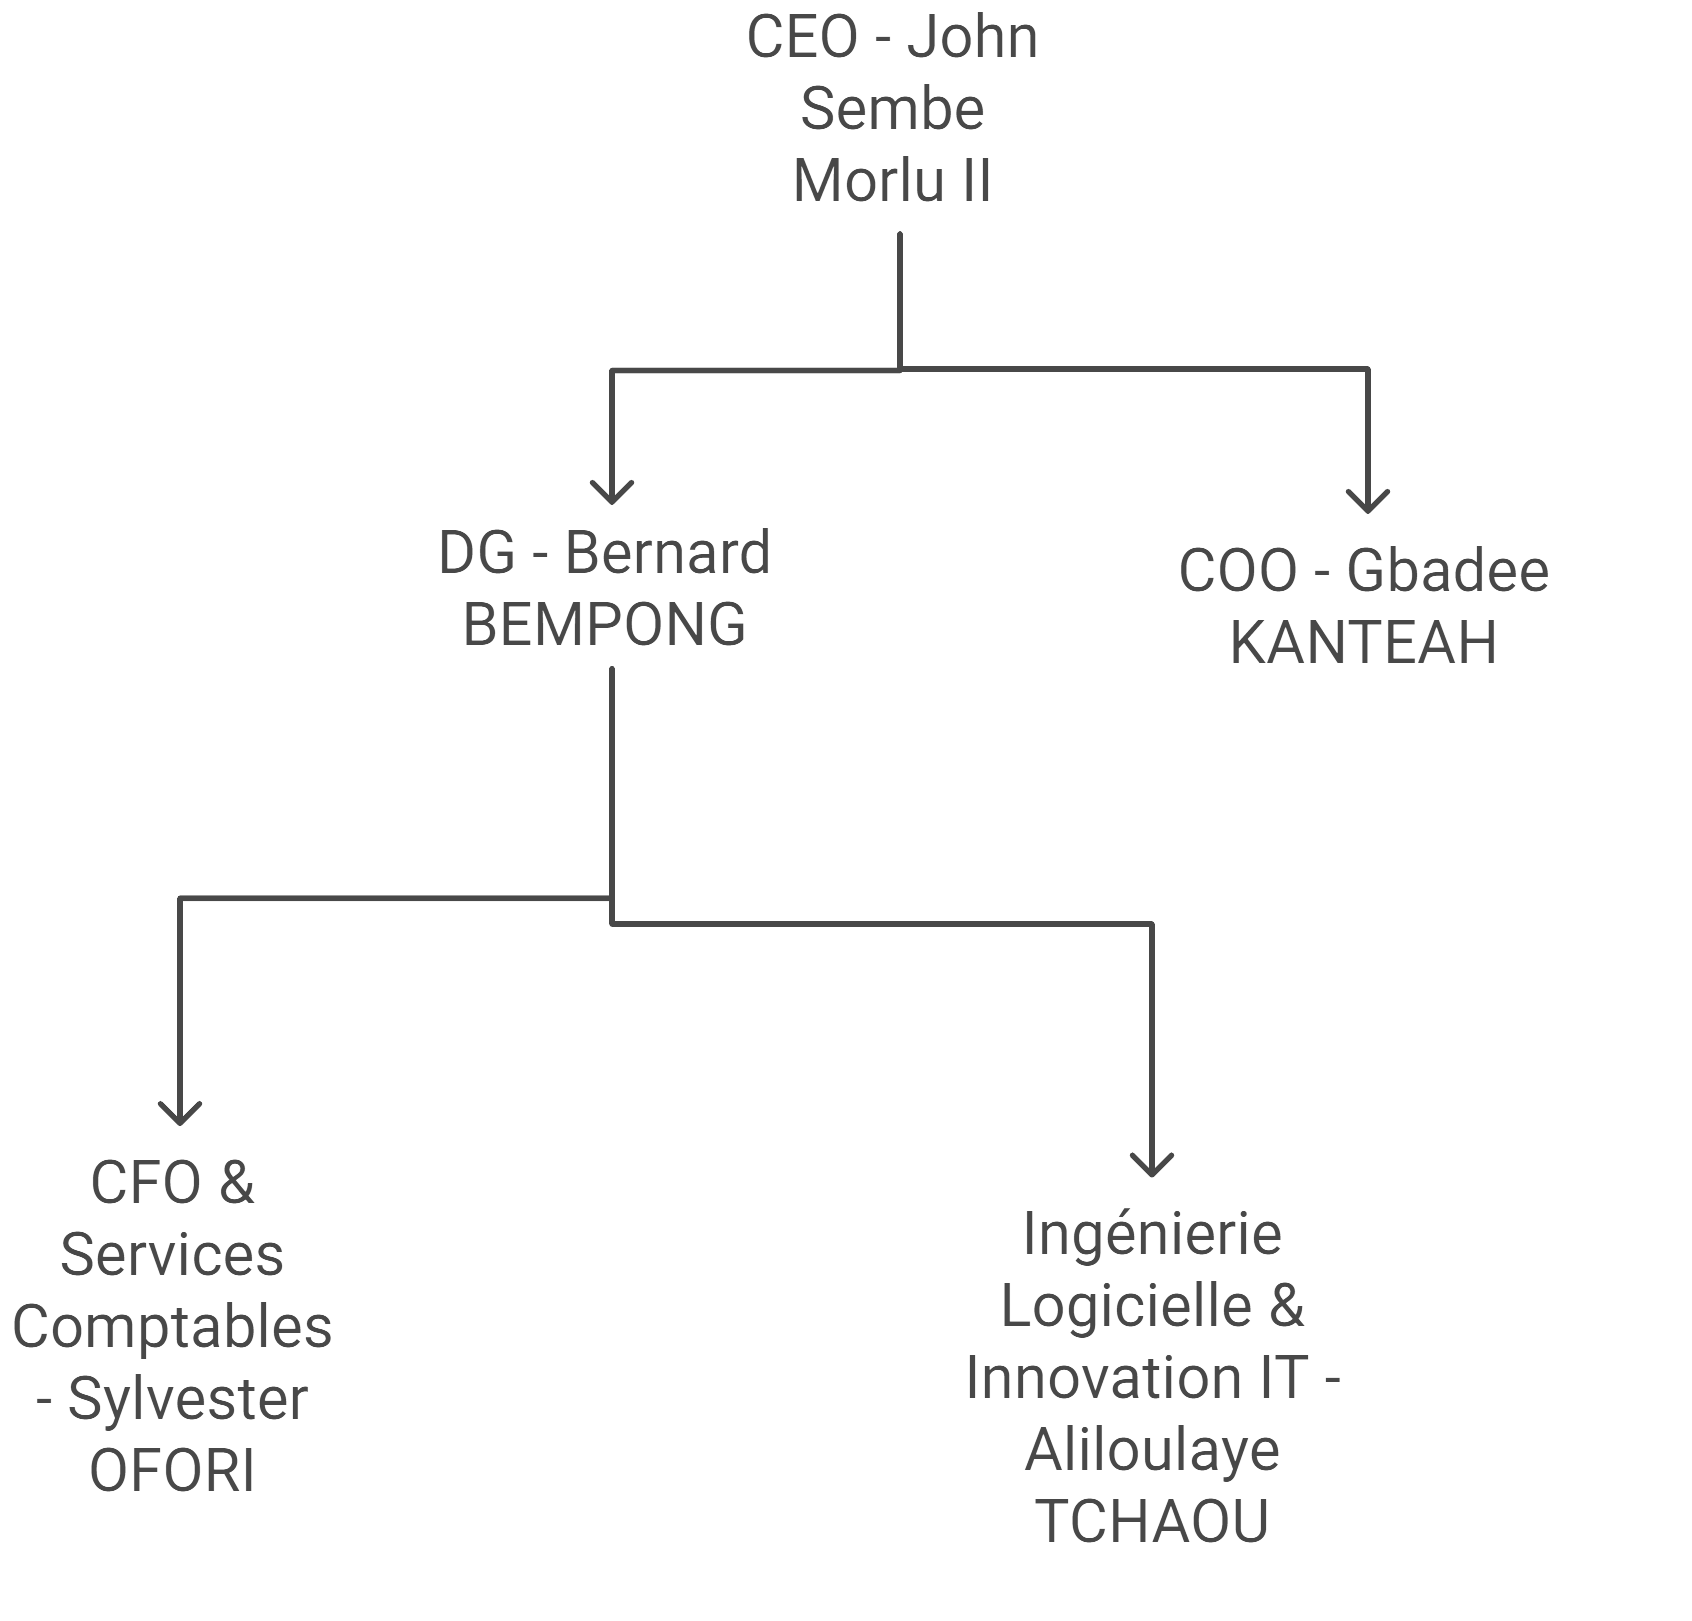 CEO - John
Sembe
Morlu II
DG - Bernard
BEMPONG
COO - Gbadee
KANTEAH
CFO &
Services
Comptables
- Sylvester
OFORI
Ingénierie
Logicielle &
Innovation IT -
Aliloulaye
TCHAOU